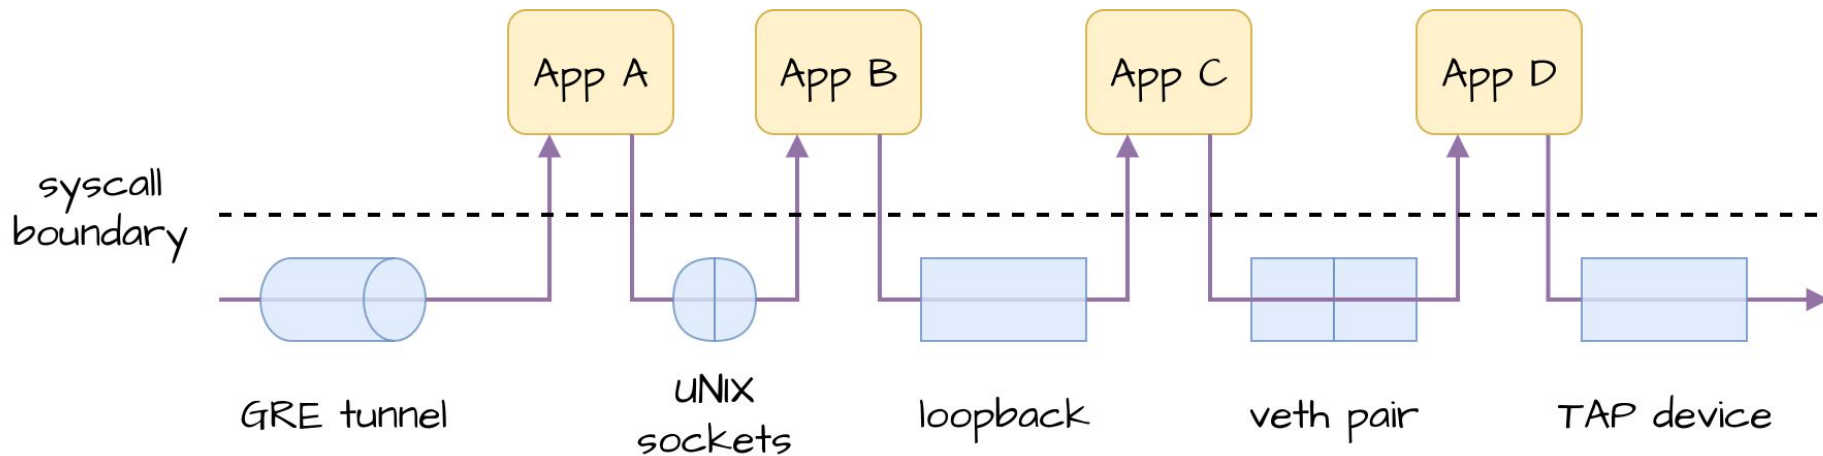 App A
App B
App C
App D
syscall
boundary
GRE tunnel
UNIX
sockets
loopback
veth pair
TAP device